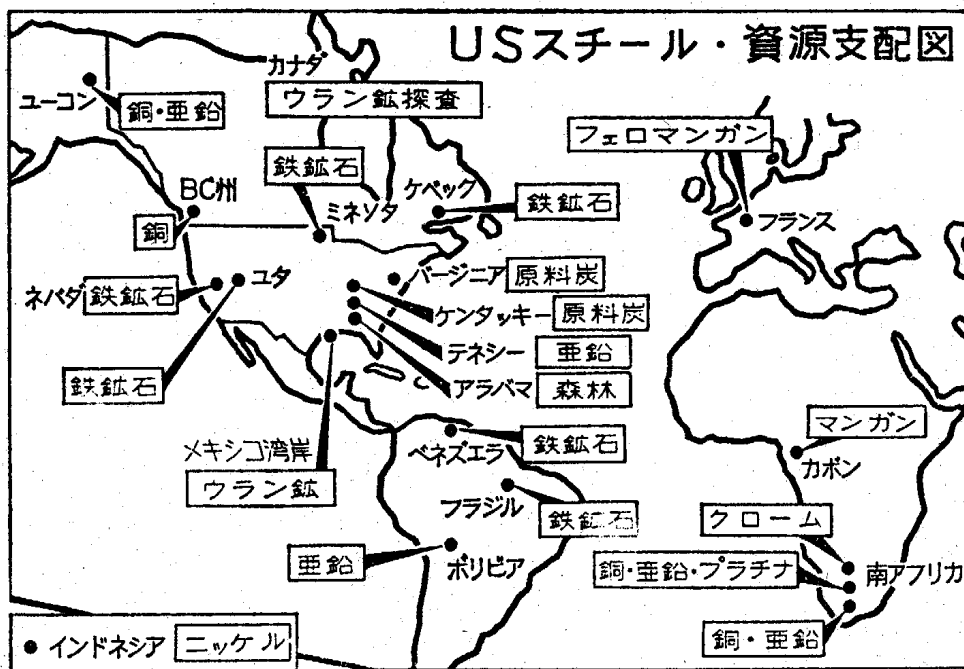 USスチール・資源支配図
カナダ
ウラン鉱探査
ユーコン
銅・亜鉛
フェロマンガン
フランス
鉄鉱石
ミネソタ
ケベック
鉄鉱石
BC州
銅
ネバダ
鉄鉱石
ユタ
鉄鉱石
バージニア
原料炭
ケンタッキー
原料炭
テネシー
亜鉛
アラバマ
森林
メキシコ湾岸
ウラン鉱
ベネズエラ
鉄鉱石
ブラジル
鉄鉱石
亜鉛
ボリビア
マンガン
カボン
クローム
銅・亜鉛・プラチナ
南アフリカ
銅・亜鉛
インドネシア
ニッケル